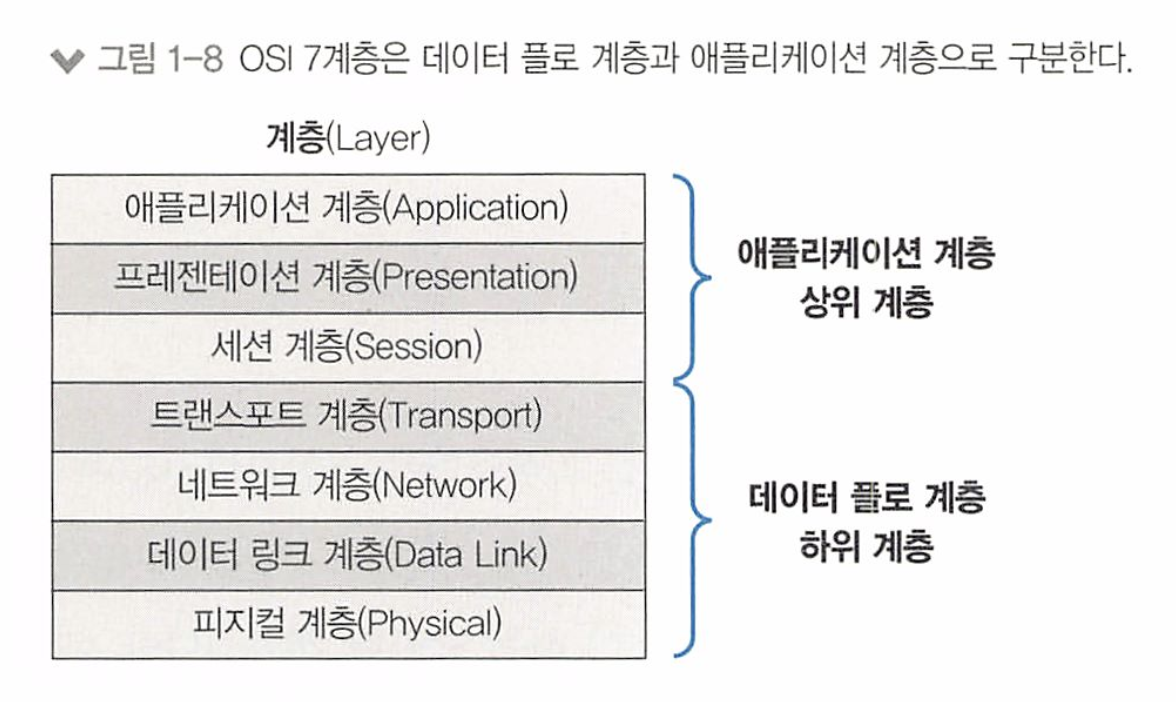 그림 1-8 OSI 7계층은 데이터 플로 계층과 애플리케이션 계층으로 구분한다.
계층(Layer)
애플리케이션 계층(Application)
프레젠테이션 계층(Presentation)
세션 계층(Session)
트랜스포트 계층(Transport)
네트워크 계층(Network)
데이터 링크 계층(Data Link)
피지컬 계층(Physical)
애플리케이션 계층
상위 계층
데이터 플로 계층
하위 계층